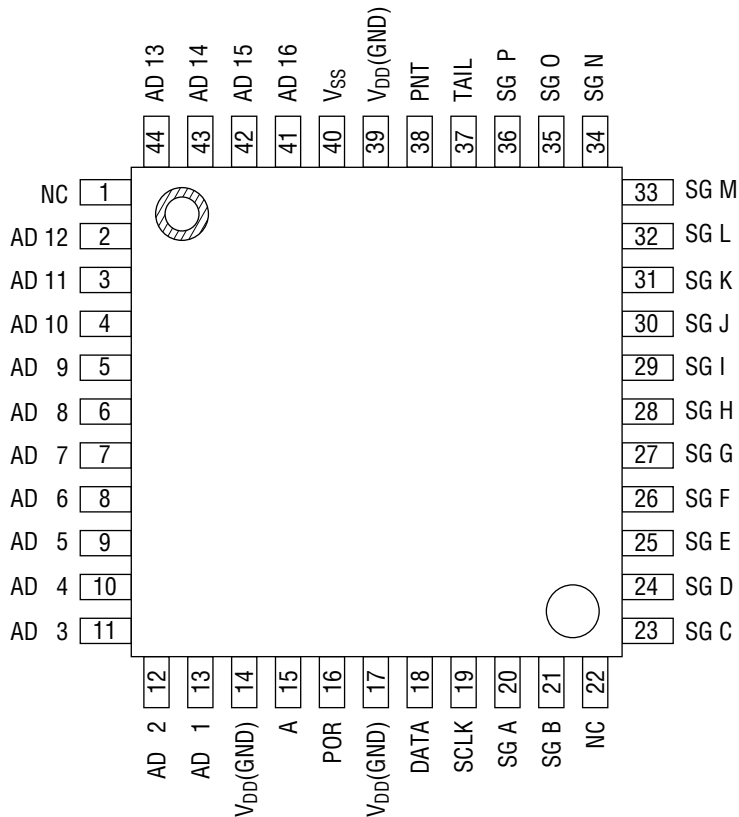 AD 13
AD 14
AD 15
AD 16
VSS
VDD(GND)
PNT
TAIL
SG P
SG O
SG N
44
43
42
41
40
39
38
37
36
35
34
NC 1
AD 12 2
AD 11 3
AD 10 4
AD 9 5
AD 8 6
AD 7 7
AD 6 8
AD 5 9
AD 4 10
AD 3 11
33 SG M
32 SG L
31 SG K
30 SG J
29 SG I
28 SG H
27 SG G
26 SG F
25 SG E
24 SG D
23 SG C
12
13
14
15
16
17
18
19
20
21
22
AD 2
AD 1
VDD(GND)
A
POR
VDD(GND)
DATA
SCLK
SG A
SG B
NC